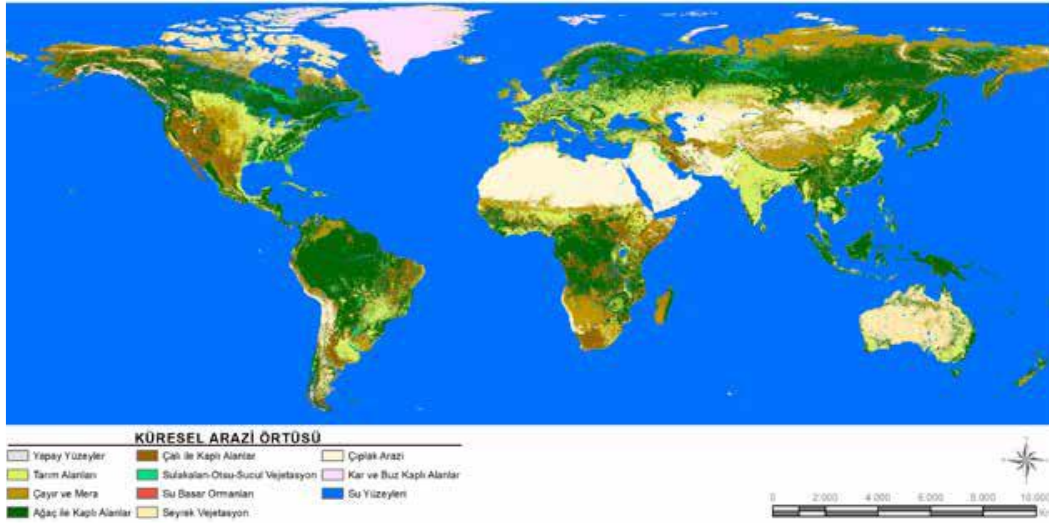 KÜRESEL ARAZİ ÖRTÜSÜ
Yapay Yüzeyler
Tarım Alanları
Çayır ve Mera
Ağaç ile Kaplı Alanlar
Çalı ile Kaplı Alanlar
Sulakalan-Otsu-Sucul Vejetasyon
Su Basar Ormanları
Seyrek Vejetasyon
Çıplak Arazi
Kar ve Buz Kaplı Alanlar
Su Yüzeyleri
0 2.000 4.000 6.000 8.000 10.000